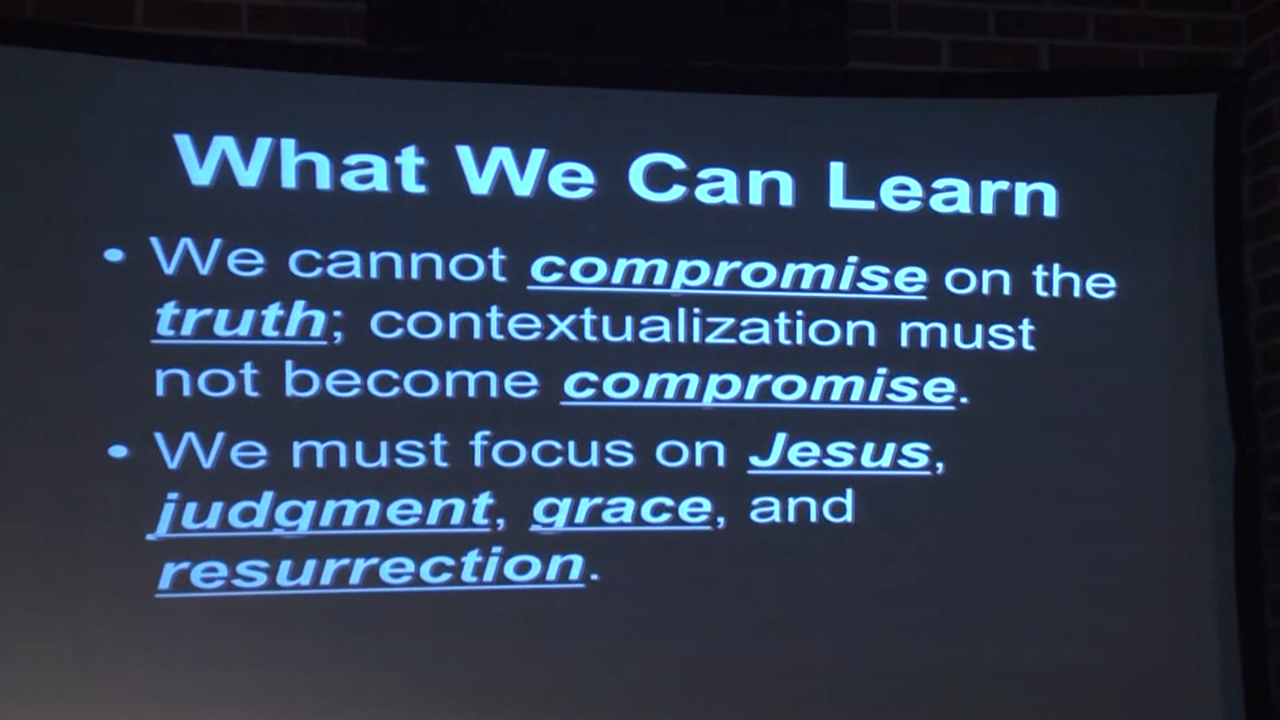 What We Can Learn
• We cannot compromise on the
truth; contextualization must
not become compromise.
• We must focus on Jesus,
judgment, grace, and
resurrection.